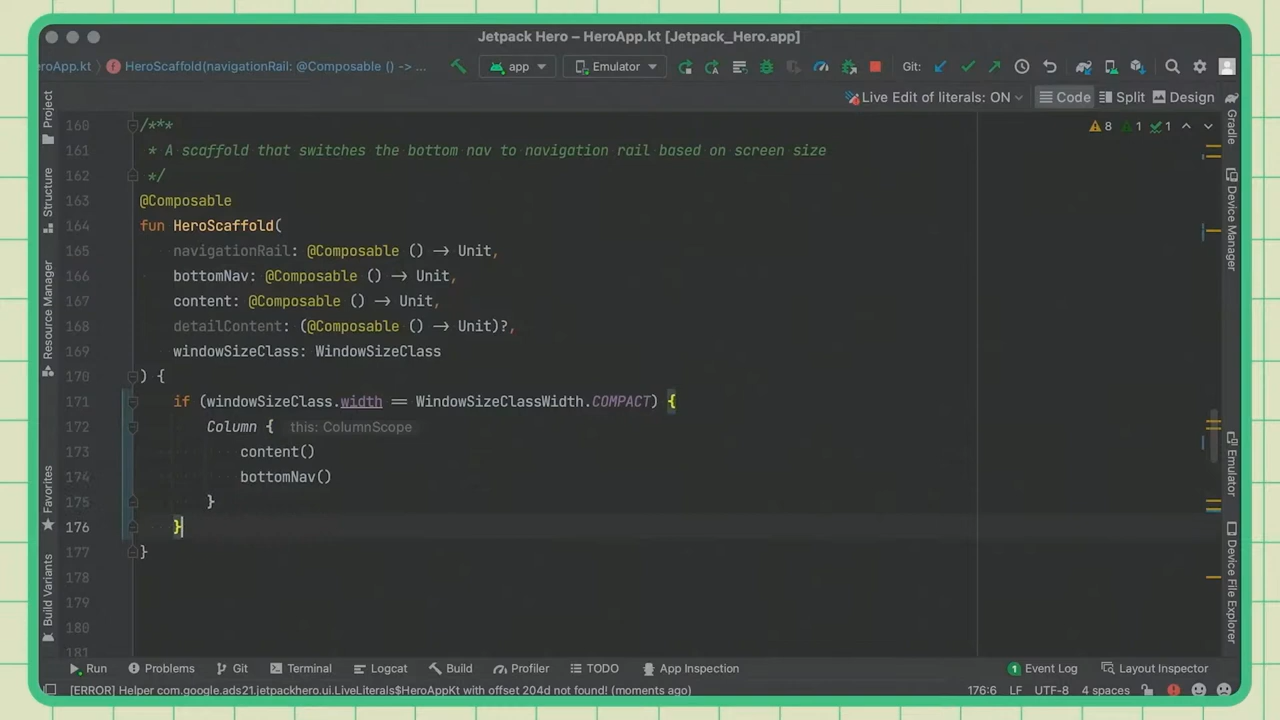 Jetpack Hero – HeroApp.kt [Jetpack_Hero.app]
eroApp.kt HeroScaffold(navigationRail: @Composable () -> ... app Emulator Git:
Live Edit of literals: ON Code Split Design
Project
Structure
Resource Manager
Favorites
Build Variants
8 1 1
160 /***
161 * A scaffold that switches the bottom nav to navigation rail based on screen size
162 */
163 @Composable
164 fun HeroScaffold(
165 navigationRail: @Composable () -> Unit,
166 bottomNav: @Composable () -> Unit,
167 content: @Composable () -> Unit,
168 detailContent: (@Composable () -> Unit)?,
169 windowSizeClass: WindowSizeClass
170 ) {
171 if (windowSizeClass.width == WindowSizeClassWidth.COMPACT) {
172 Column { this: ColumnScope
173 content()
174 bottomNav()
175 }
176 }
177 }
178
179
180
181
Gradle
Device Manager
Emulator
Device File Explorer
Run Problems Git Terminal Logcat Build Profiler TODO App Inspection 1 Event Log Layout Inspector
[ERROR] Helper com.google.ads21.jetpackhero.ui.LiveLiterals$HeroAppKt with offset 204d not found! (moments ago) 176:6 LF UTF-8 4 spaces